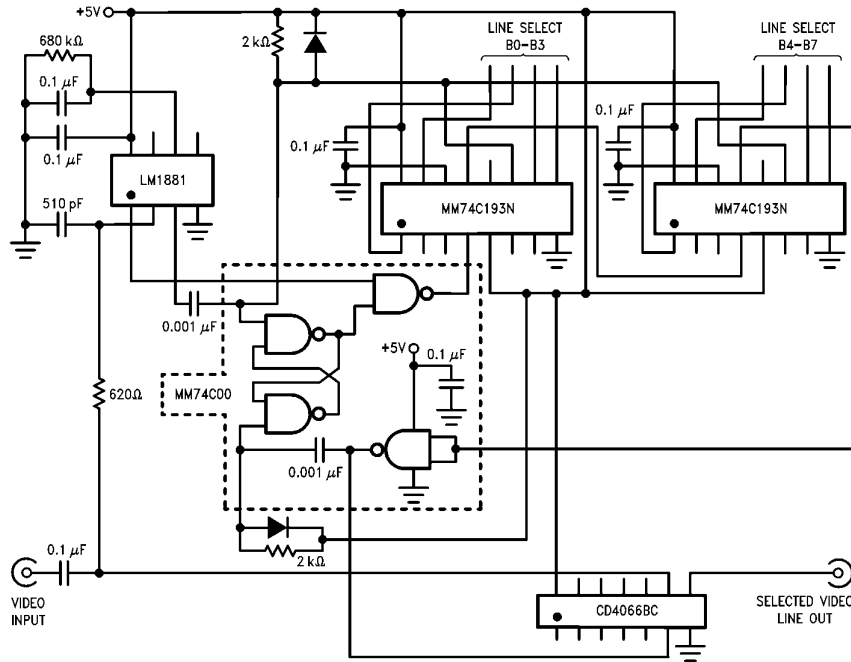 +5V
2 kΩ
LINE SELECT
B0–B3
LINE SELECT
B4–B7
680 kΩ
0.1 μF
0.1 μF
0.1 μF
0.1 μF
LM1881
MM74C193N
MM74C193N
510 pF
0.001 μF
+5V
0.1 μF
620Ω
MM74C00
0.001 μF
2 kΩ
0.1 μF
VIDEO
INPUT
CD4066BC
SELECTED VIDEO
LINE OUT